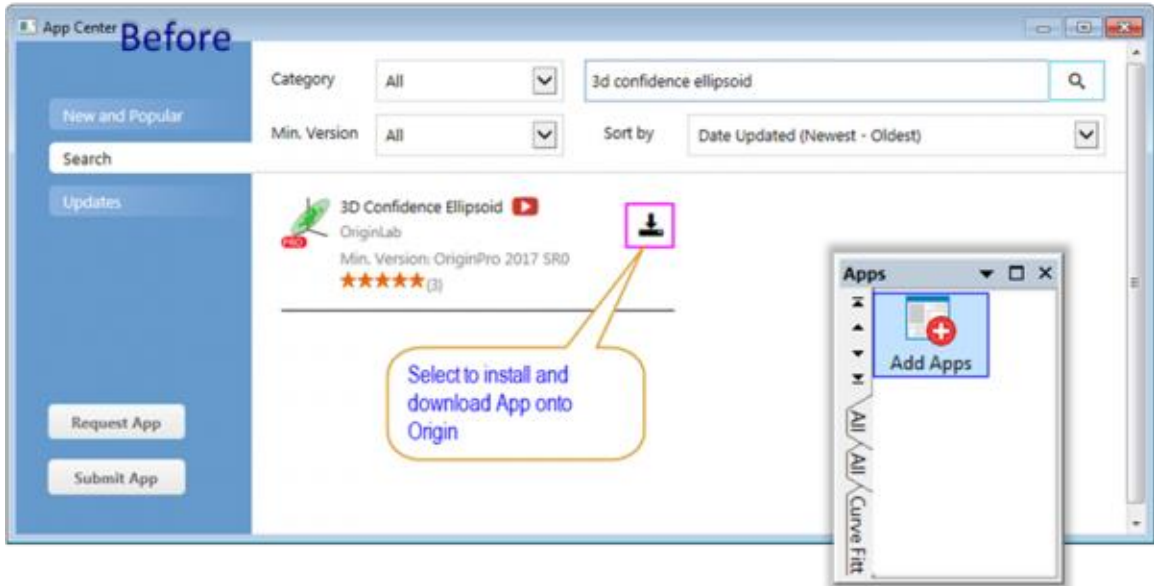 App Center
Before
Category All 3d confidence ellipsoid
New and Popular
Min. Version All Sort by Date Updated (Newest - Oldest)
Search
Updates
3D Confidence Ellipsoid
PRO
OriginLab
Min. Version: OriginPro 2017 SR0
(3)
Apps
Add Apps
Select to install and
download App onto
Origin
Request App
Submit App
All
All
Curve Fitt